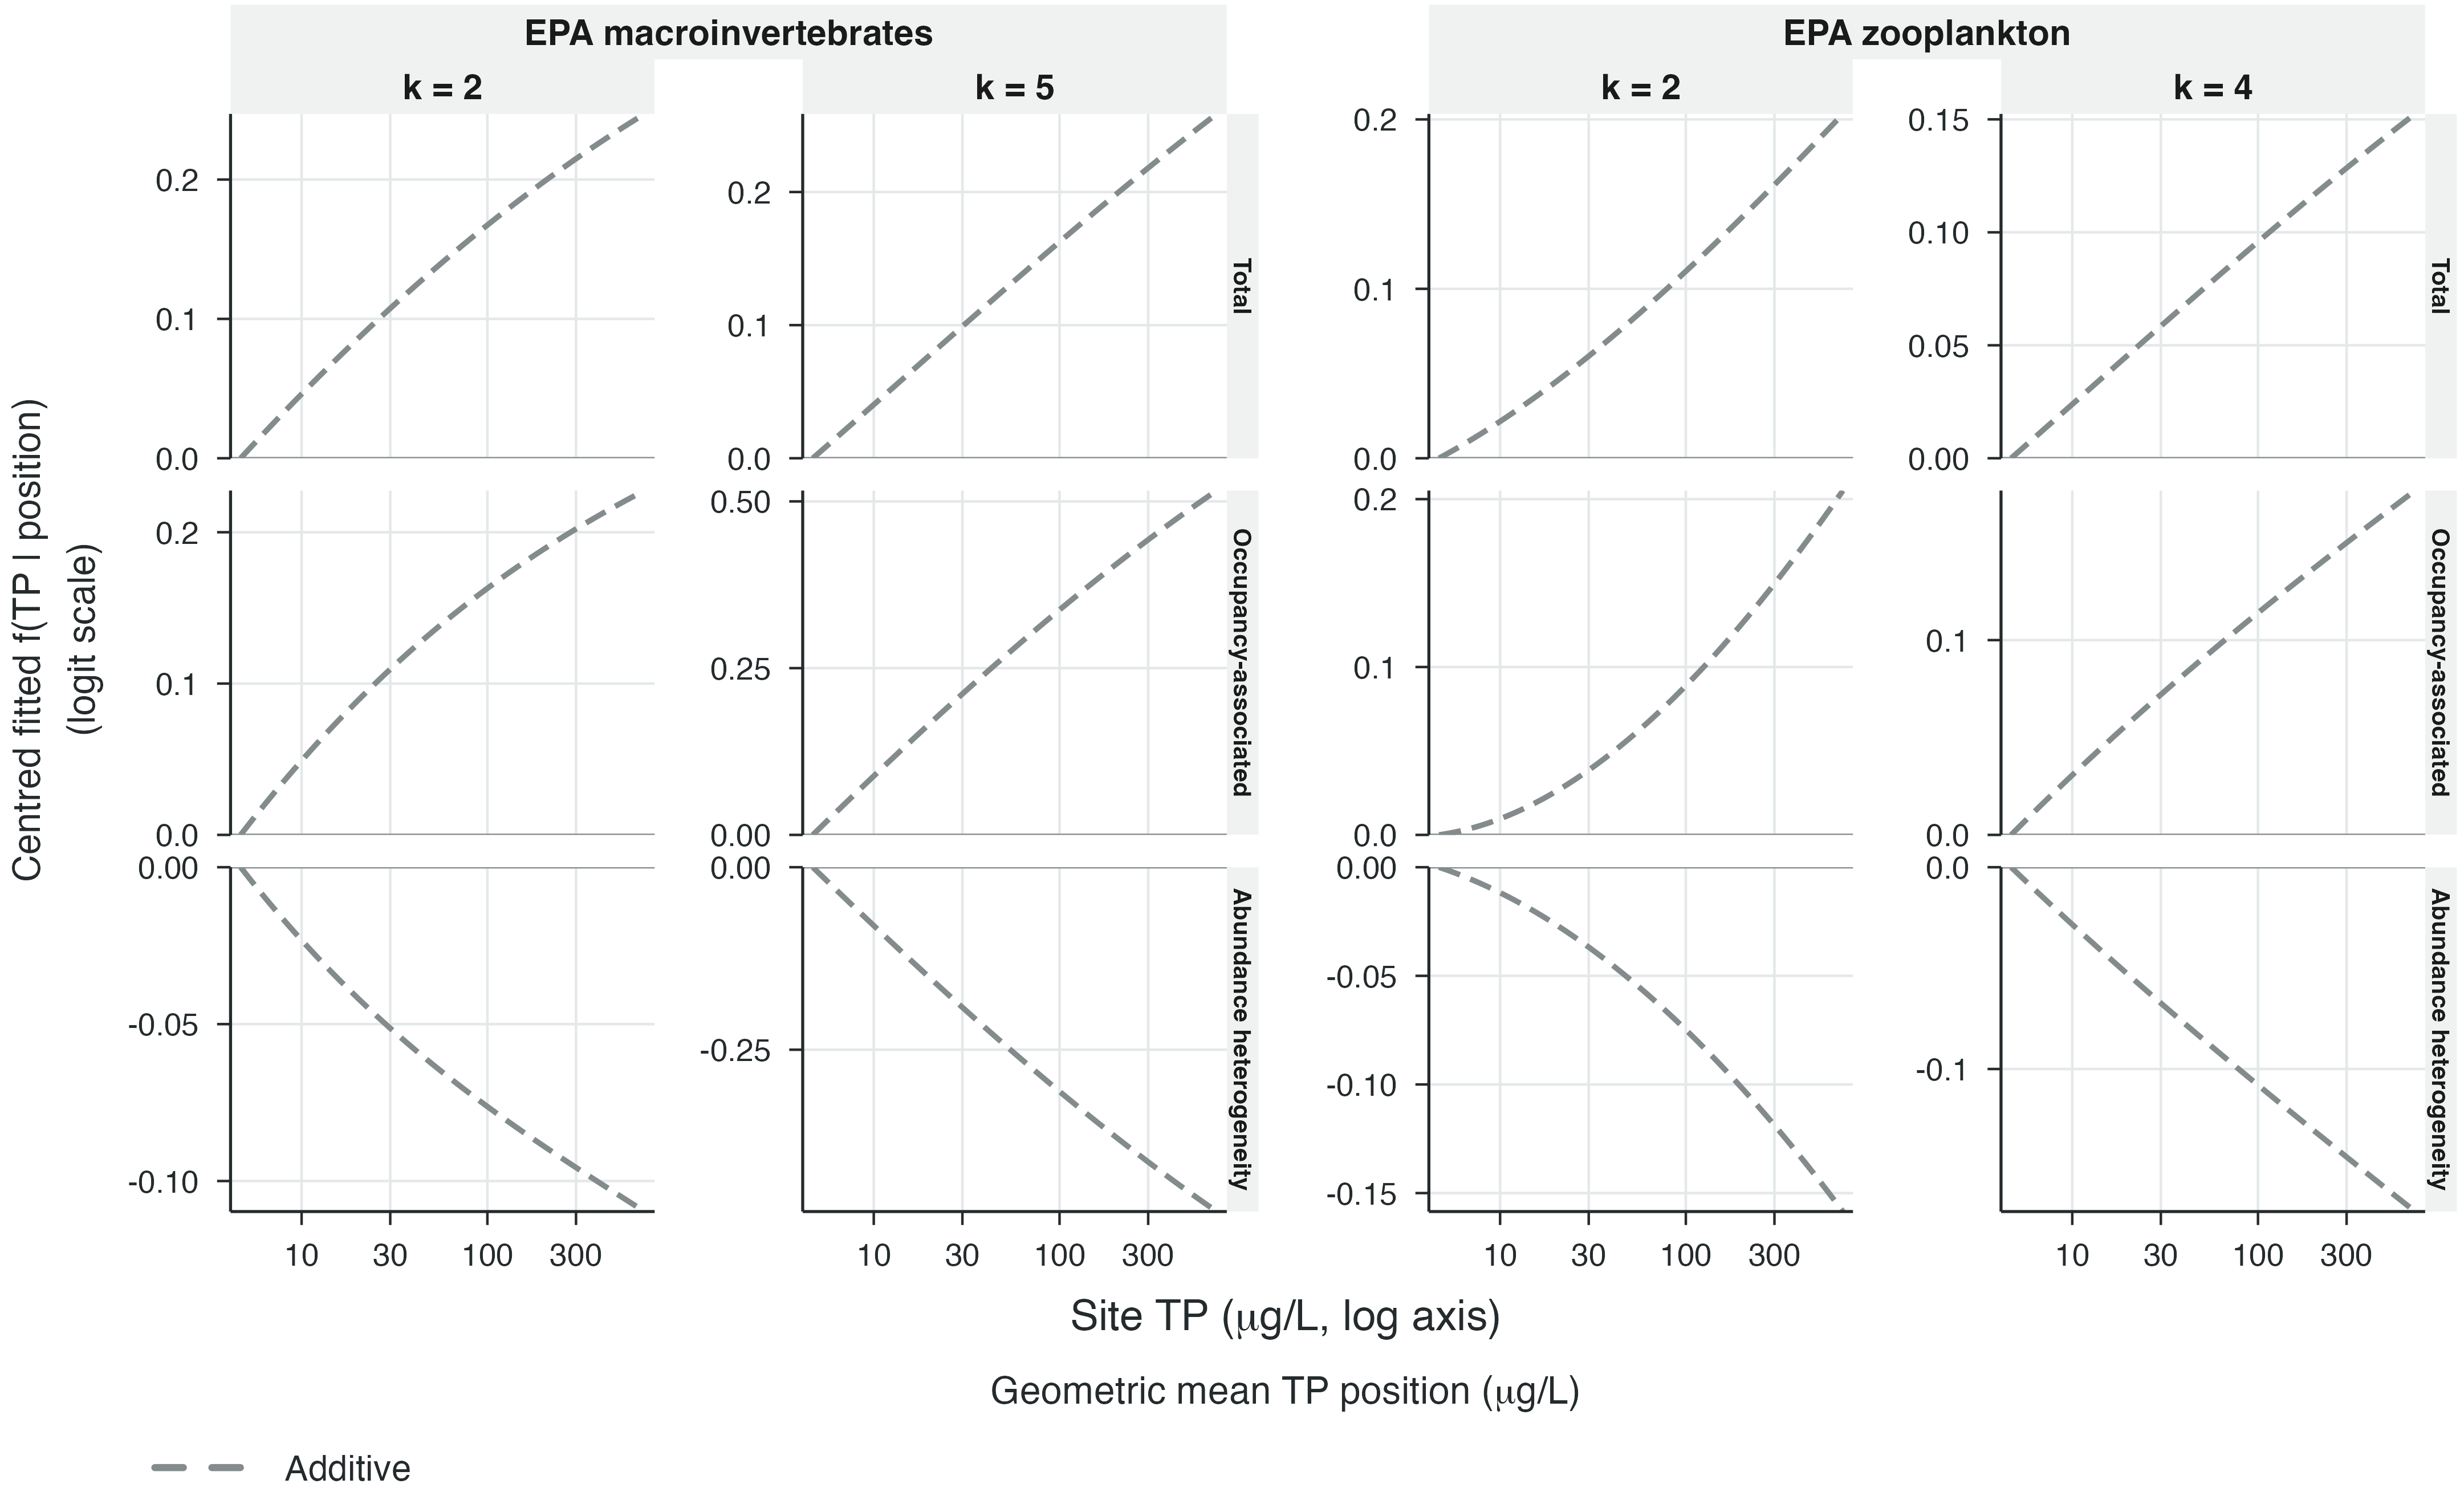 EPA macroinvertebrates
EPA zooplankton
k = 2
k = 5
k = 2
k = 4
0.2
0.1
0.0
0.2
0.1
0.0
Total
0.2
0.1
0.0
0.15
0.10
0.05
0.00
Total
Centred fitted f(TP | position)
(logit scale)
0.2
0.1
0.0
0.50
0.25
0.00
Occupancy-associated
0.2
0.1
0.0
0.1
0.0
Occupancy-associated
0.00
-0.05
-0.10
0.00
-0.25
Abundance heterogeneity
0.00
-0.05
-0.10
-0.15
0.0
-0.1
Abundance heterogeneity
10 30 100 300
10 30 100 300
10 30 100 300
10 30 100 300
Site TP (μg/L, log axis)
Geometric mean TP position (μg/L)
Additive